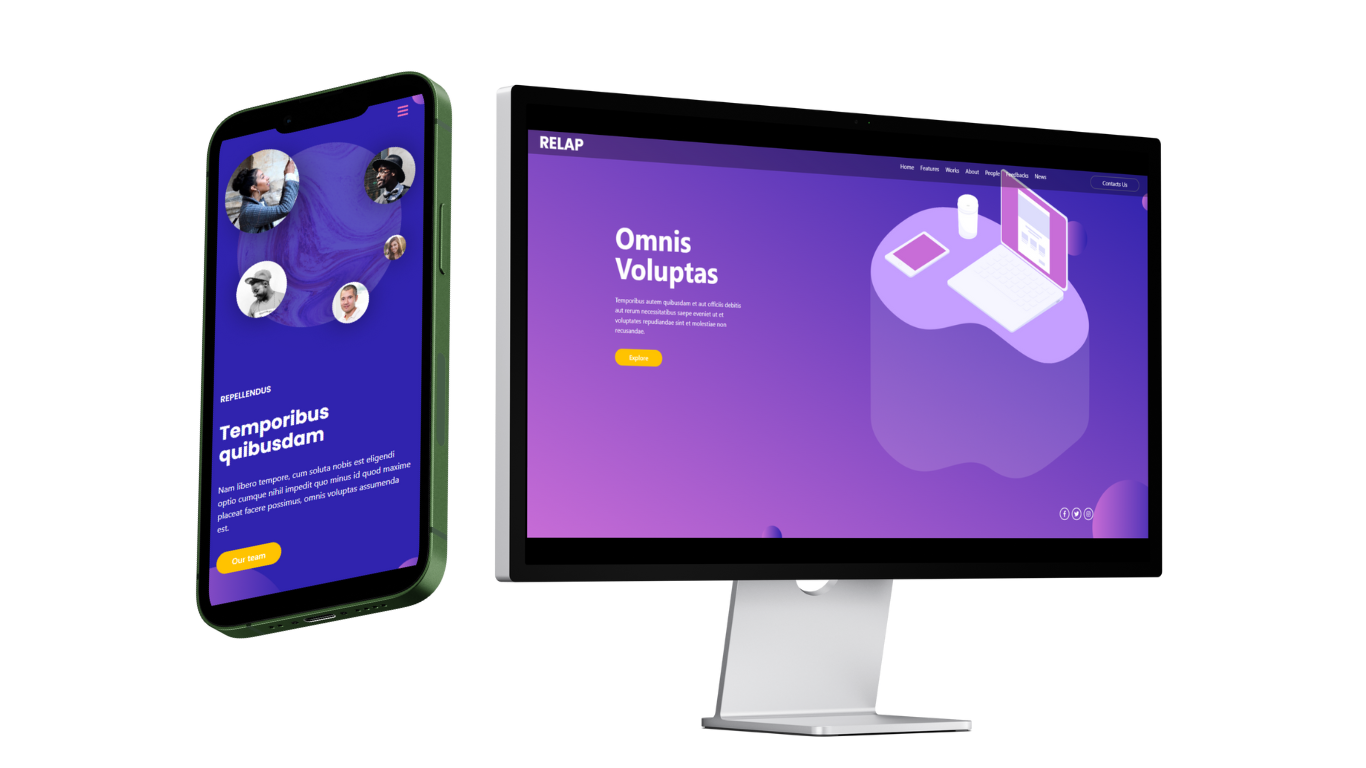 REPELLENDUS
Temporibus
quibusdam
Nam libero tempore, cum soluta nobis est eligendi
optio cumque nihil impedit quo minus id quod maxime
placeat facere possimus, omnis voluptas assumenda
est.
Our team
RELAP
Home Features Works About People Feedbacks News
Contacts Us
Omnis
Voluptas
Temporibus autem quibusdam et aut officiis debitis
aut rerum necessitatibus saepe eveniet ut et
voluptates repudiandae sint et molestiae non
recusandae.
Explore